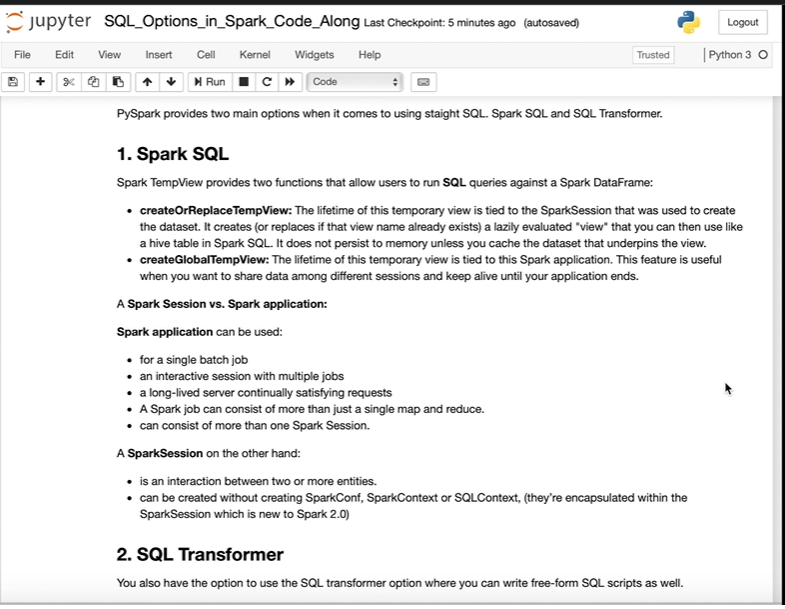 jupyter SQL_Options_in_Spark_Code_Along Last Checkpoint: 5 minutes ago (autosaved) Logout
File Edit View Insert Cell Kernel Widgets Help Trusted Python 3
Run Code
PySpark provides two main options when it comes to using staight SQL. Spark SQL and SQL Transformer.
1. Spark SQL
Spark TempView provides two functions that allow users to run SQL queries against a Spark DataFrame:
• createOrReplaceTempView: The lifetime of this temporary view is tied to the SparkSession that was used to create
the dataset. It creates (or replaces if that view name already exists) a lazily evaluated "view" that you can then use like
a hive table in Spark SQL. It does not persist to memory unless you cache the dataset that underpins the view.
• createGlobalTempView: The lifetime of this temporary view is tied to this Spark application. This feature is useful
when you want to share data among different sessions and keep alive until your application ends.
A Spark Session vs. Spark application:
Spark application can be used:
• for a single batch job
• an interactive session with multiple jobs
• a long-lived server continually satisfying requests
• A Spark job can consist of more than just a single map and reduce.
• can consist of more than one Spark Session.
A SparkSession on the other hand:
• is an interaction between two or more entities.
• can be created without creating SparkConf, SparkContext or SQLContext, (they're encapsulated within the
SparkSession which is new to Spark 2.0)
2. SQL Transformer
You also have the option to use the SQL transformer option where you can write free-form SQL scripts as well.